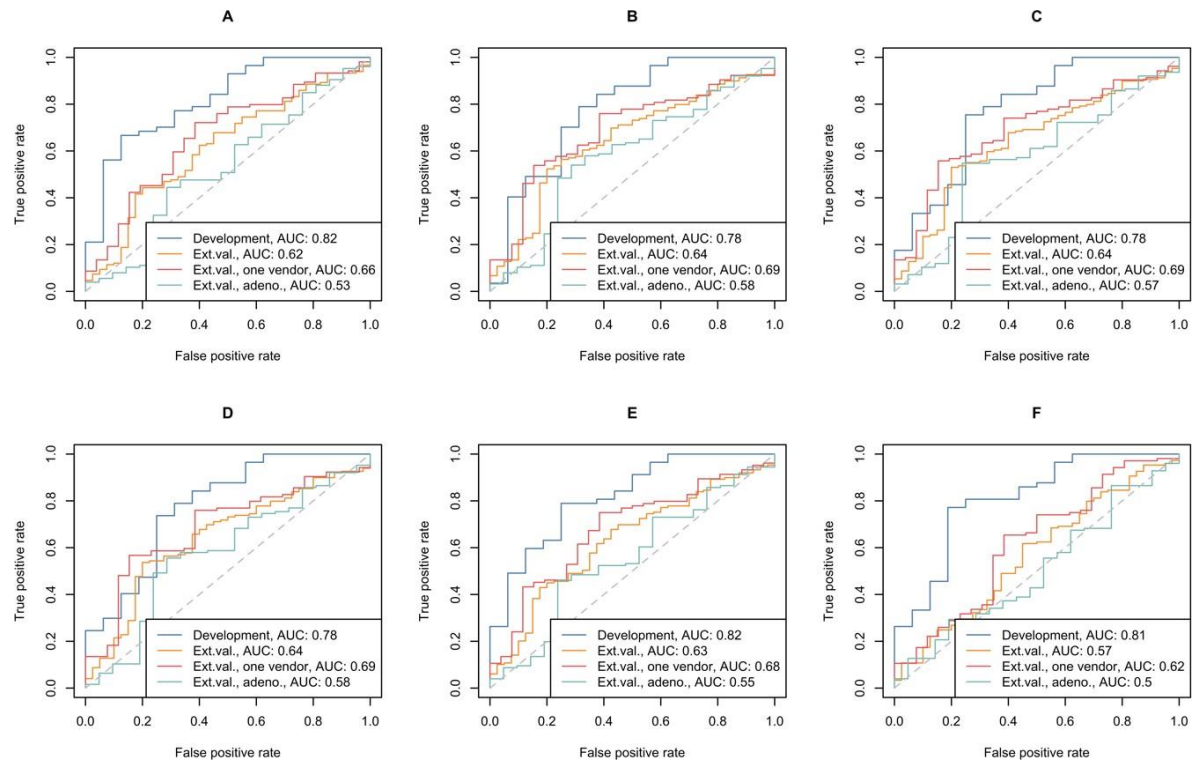 A
1.0
0.8
0.6
0.4
0.2
0.0
True positive rate
Development, AUC: 0.82
Ext.val., AUC: 0.62
Ext.val., one vendor, AUC: 0.66
Ext.val., adeno., AUC: 0.53
0.0 0.2 0.4 0.6 0.8 1.0
False positive rate
B
1.0
0.8
0.6
0.4
0.2
0.0
True positive rate
Development, AUC: 0.78
Ext.val., AUC: 0.64
Ext.val., one vendor, AUC: 0.69
Ext.val., adeno., AUC: 0.58
0.0 0.2 0.4 0.6 0.8 1.0
False positive rate
C
1.0
0.8
0.6
0.4
0.2
0.0
True positive rate
Development, AUC: 0.78
Ext.val., AUC: 0.64
Ext.val., one vendor, AUC: 0.69
Ext.val., adeno., AUC: 0.57
0.0 0.2 0.4 0.6 0.8 1.0
False positive rate
D
1.0
0.8
0.6
0.4
0.2
0.0
True positive rate
Development, AUC: 0.78
Ext.val., AUC: 0.64
Ext.val., one vendor, AUC: 0.69
Ext.val., adeno., AUC: 0.58
0.0 0.2 0.4 0.6 0.8 1.0
False positive rate
E
1.0
0.8
0.6
0.4
0.2
0.0
True positive rate
Development, AUC: 0.82
Ext.val., AUC: 0.63
Ext.val., one vendor, AUC: 0.68
Ext.val., adeno., AUC: 0.55
0.0 0.2 0.4 0.6 0.8 1.0
False positive rate
F
1.0
0.8
0.6
0.4
0.2
0.0
True positive rate
Development, AUC: 0.81
Ext.val., AUC: 0.57
Ext.val., one vendor, AUC: 0.62
Ext.val., adeno., AUC: 0.5
0.0 0.2 0.4 0.6 0.8 1.0
False positive rate